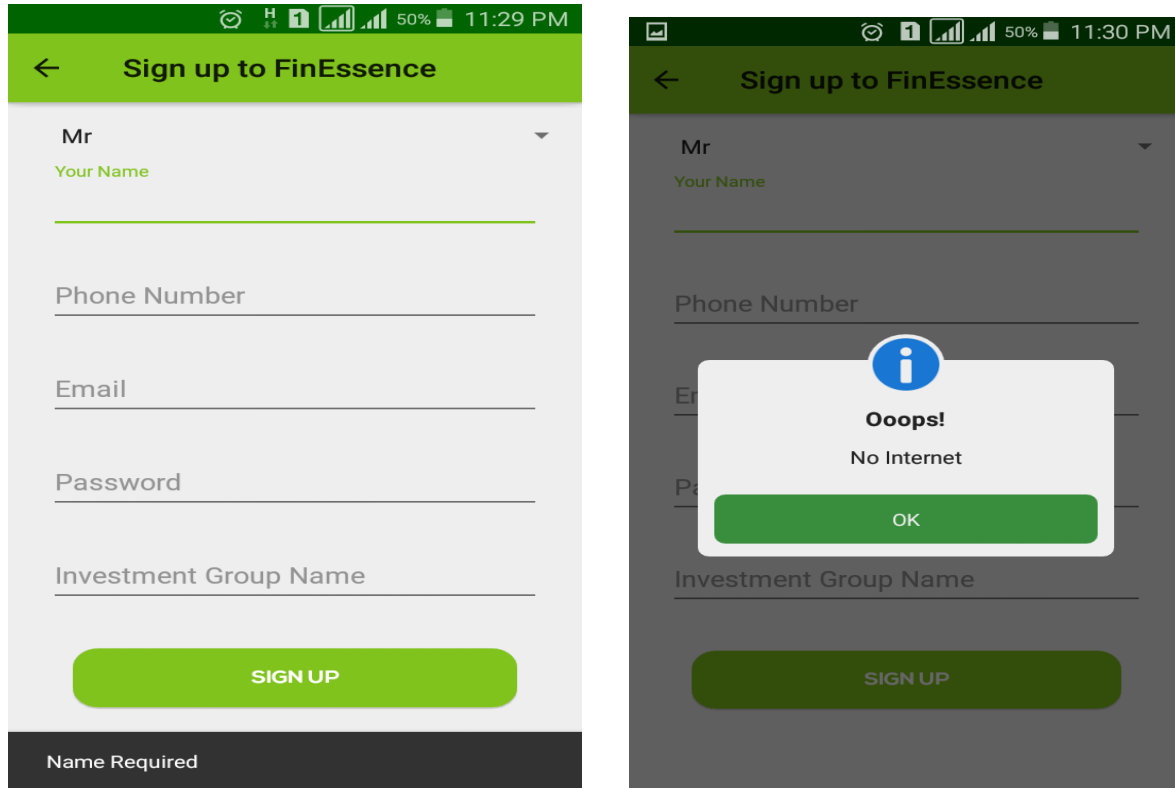 50% 11:29 PM
Sign up to FinEssence
Mr
Your Name
Phone Number
Email
Password
Investment Group Name
SIGN UP
Name Required
50% 11:30 PM
Sign up to FinEssence
Mr
Your Name
Phone Number
Er
Ooops!
No Internet
Pa
OK
Investment Group Name
SIGN UP